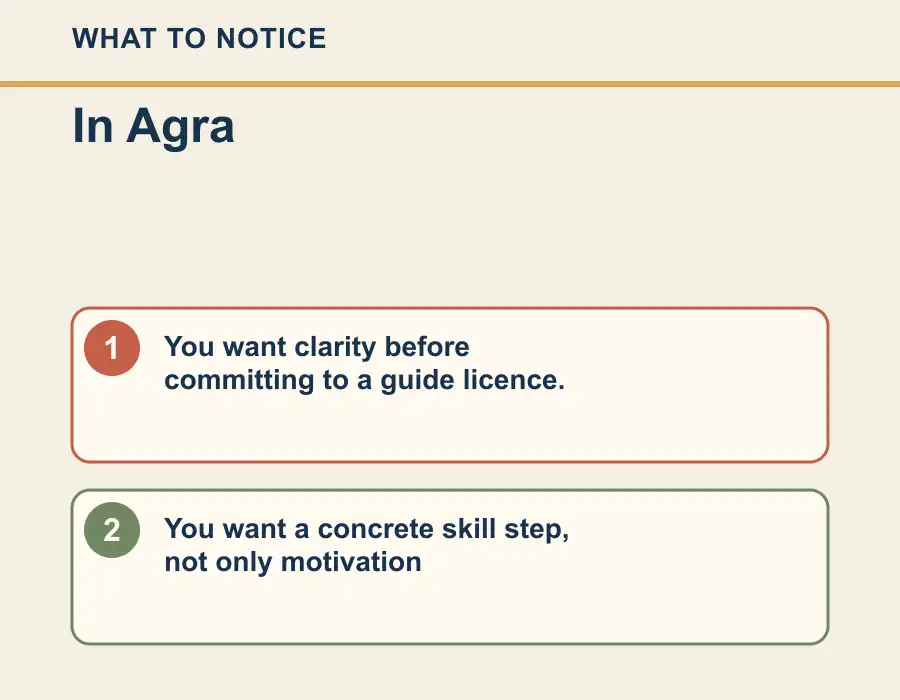 WHAT TO NOTICE
In Agra
1
You want clarity before
committing to a guide licence.
2
You want a concrete skill step,
not only motivation